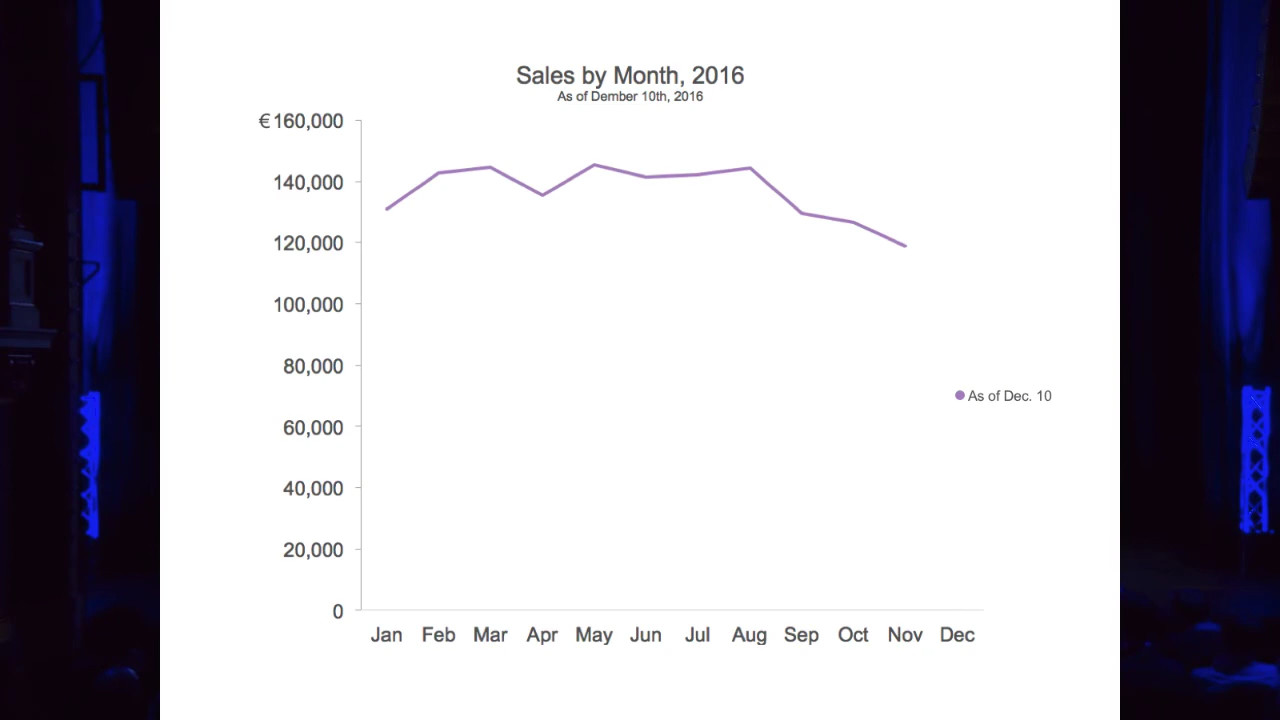 Sales by Month, 2016
As of Dember 10th, 2016
€160,000
140,000
120,000
100,000
80,000
60,000
40,000
20,000
0
As of Dec. 10
Jan Feb Mar Apr May Jun Jul Aug Sep Oct Nov Dec